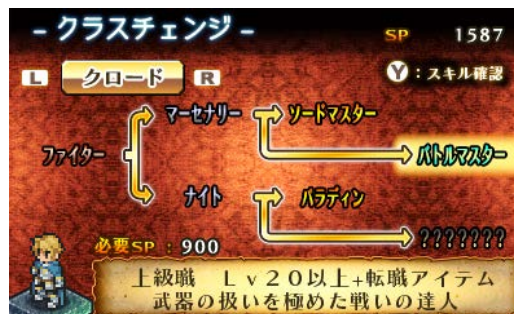 - クラスチェンジ -
SP 1587
L クロード R
Y：スキル確認
マーセナリー ソードマスター
ファイター バトルマスター
ナイト パラディン
必要SP：900 ???????
上級職 Lv20以上+転職アイテム
武器の扱いを極めた戦いの達人